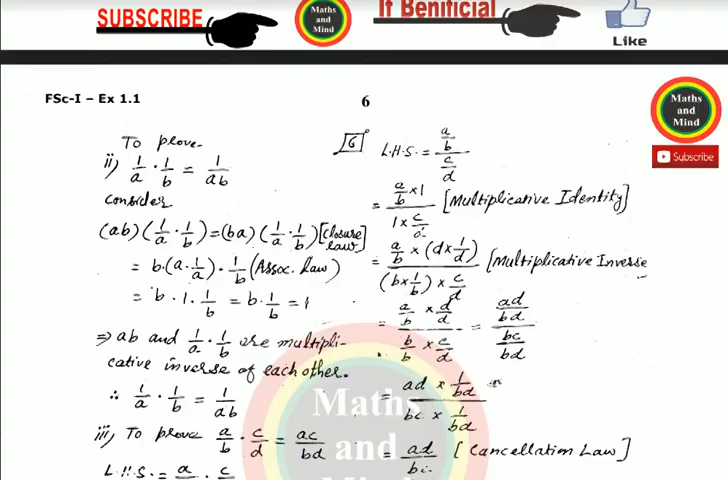 SUBSCRIBE
Maths
and
Mind
If Benificial
Like
FSc-I – Ex 1.1
6
Maths
and
Mind
Subscribe
To prove
ii) 1/a · 1/b = 1/ab
consider
(ab)(1/a · 1/b) = (ba)(1/a · 1/b) [closure law]
= b·(a·1/a)·1/b (Assoc. Law)
= b·1·1/b = b·1/b = 1
⇒ ab and 1/a · 1/b are multipli-
cative inverse of each other.
∴ 1/a · 1/b = 1/ab
iii) To prove a/b · c/d = ac/bd
L.H.S = a · c
6 L.H.S. = (a/b)/(c/d)
= (a/b × 1)/(1 × c/d) [Multiplicative Identity]
= (a/b × (d × 1/d))/((b × 1/b) × c/d) [Multiplicative Inverse
= (a/b × d/d)/(b/b × c/d) = (ad/bd)/(bc/bd)
= (ad × 1/bd)/(bc × 1/bd)
= ad/bc [Cancellation Law]
Maths
and